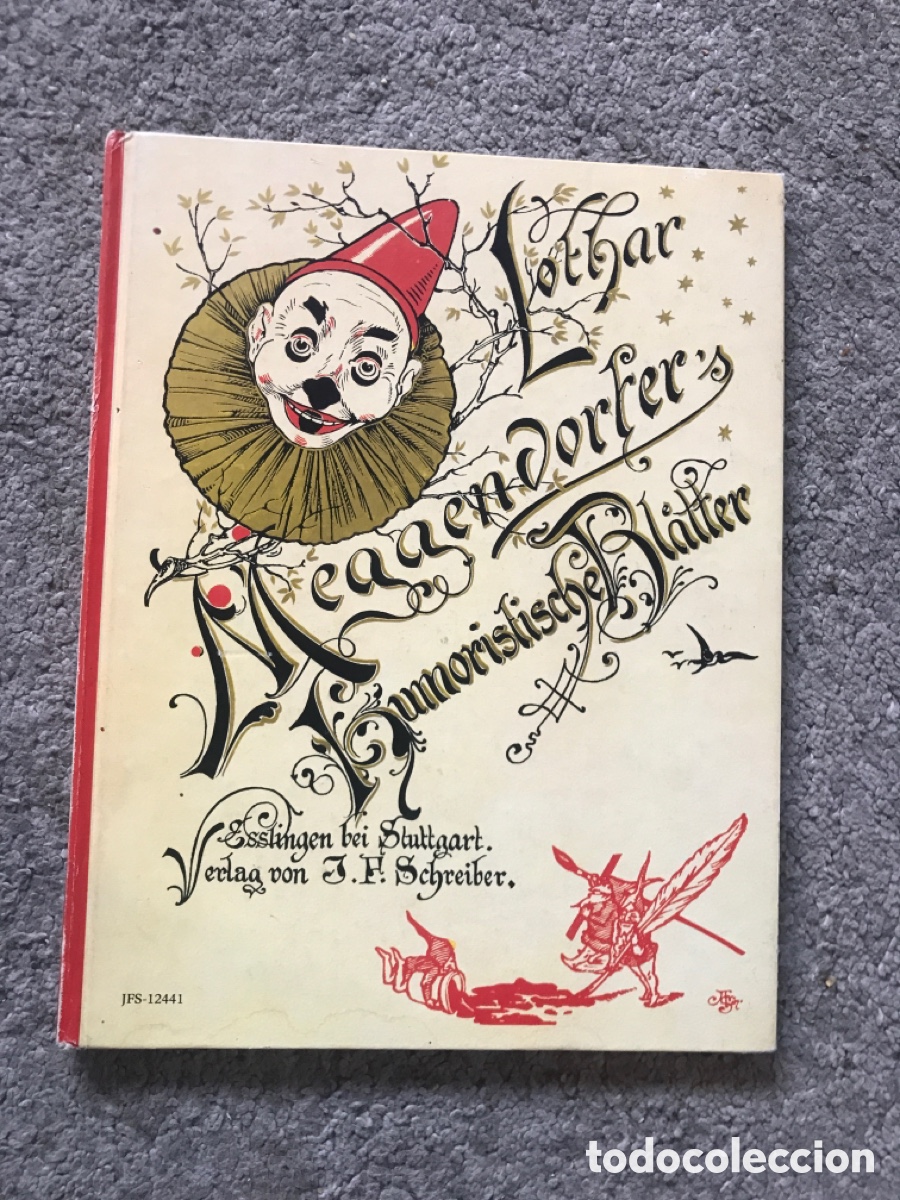 Lothar
Meggendorfer's
Humoristische Blätter
Esslingen bei Stuttgart.
Verlag von J. F. Schreiber.
JFS-12441
todocoleccion